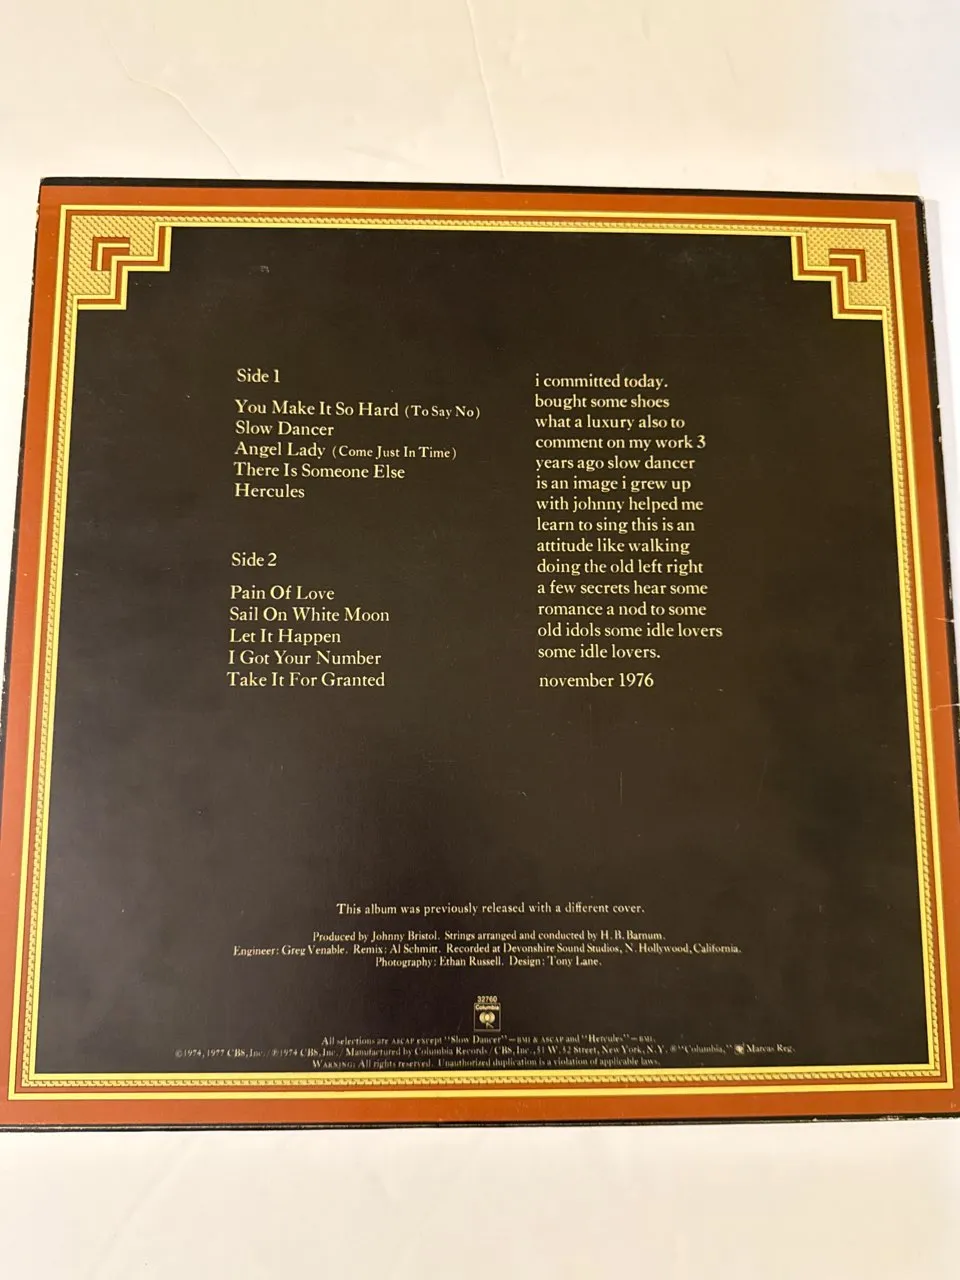 Side 1
You Make It So Hard (To Say No)
Slow Dancer
Angel Lady (Come Just In Time)
There Is Someone Else
Hercules
Side 2
Pain Of Love
Sail On White Moon
Let It Happen
I Got Your Number
Take It For Granted
i committed today.
bought some shoes
what a luxury also to
comment on my work 3
years ago slow dancer
is an image i grew up
with johnny helped me
learn to sing this is an
attitude like walking
doing the old left right
a few secrets hear some
romance a nod to some
old idols some idle lovers
some idle lovers.
november 1976
This album was previously released with a different cover.
Produced by Johnny Bristol. Strings arranged and conducted by H. B. Barnum.
Engineer: Greg Venable. Remix: Al Schmitt. Recorded at Devonshire Sound Studios, N. Hollywood, California.
Photography: Ethan Russell. Design: Tony Lane.
32760
Columbia
All selections are ASCAP except "Slow Dancer"—BMI & ASCAP and "Hercules"—BMI.
©1974, 1977 CBS, Inc./℗1974 CBS, Inc./Manufactured by Columbia Records/CBS, Inc., 51 W. 52 Street, New York, N.Y. ®"Columbia," Marcas Reg.
WARNING: All rights reserved. Unauthorized duplication is a violation of applicable laws.